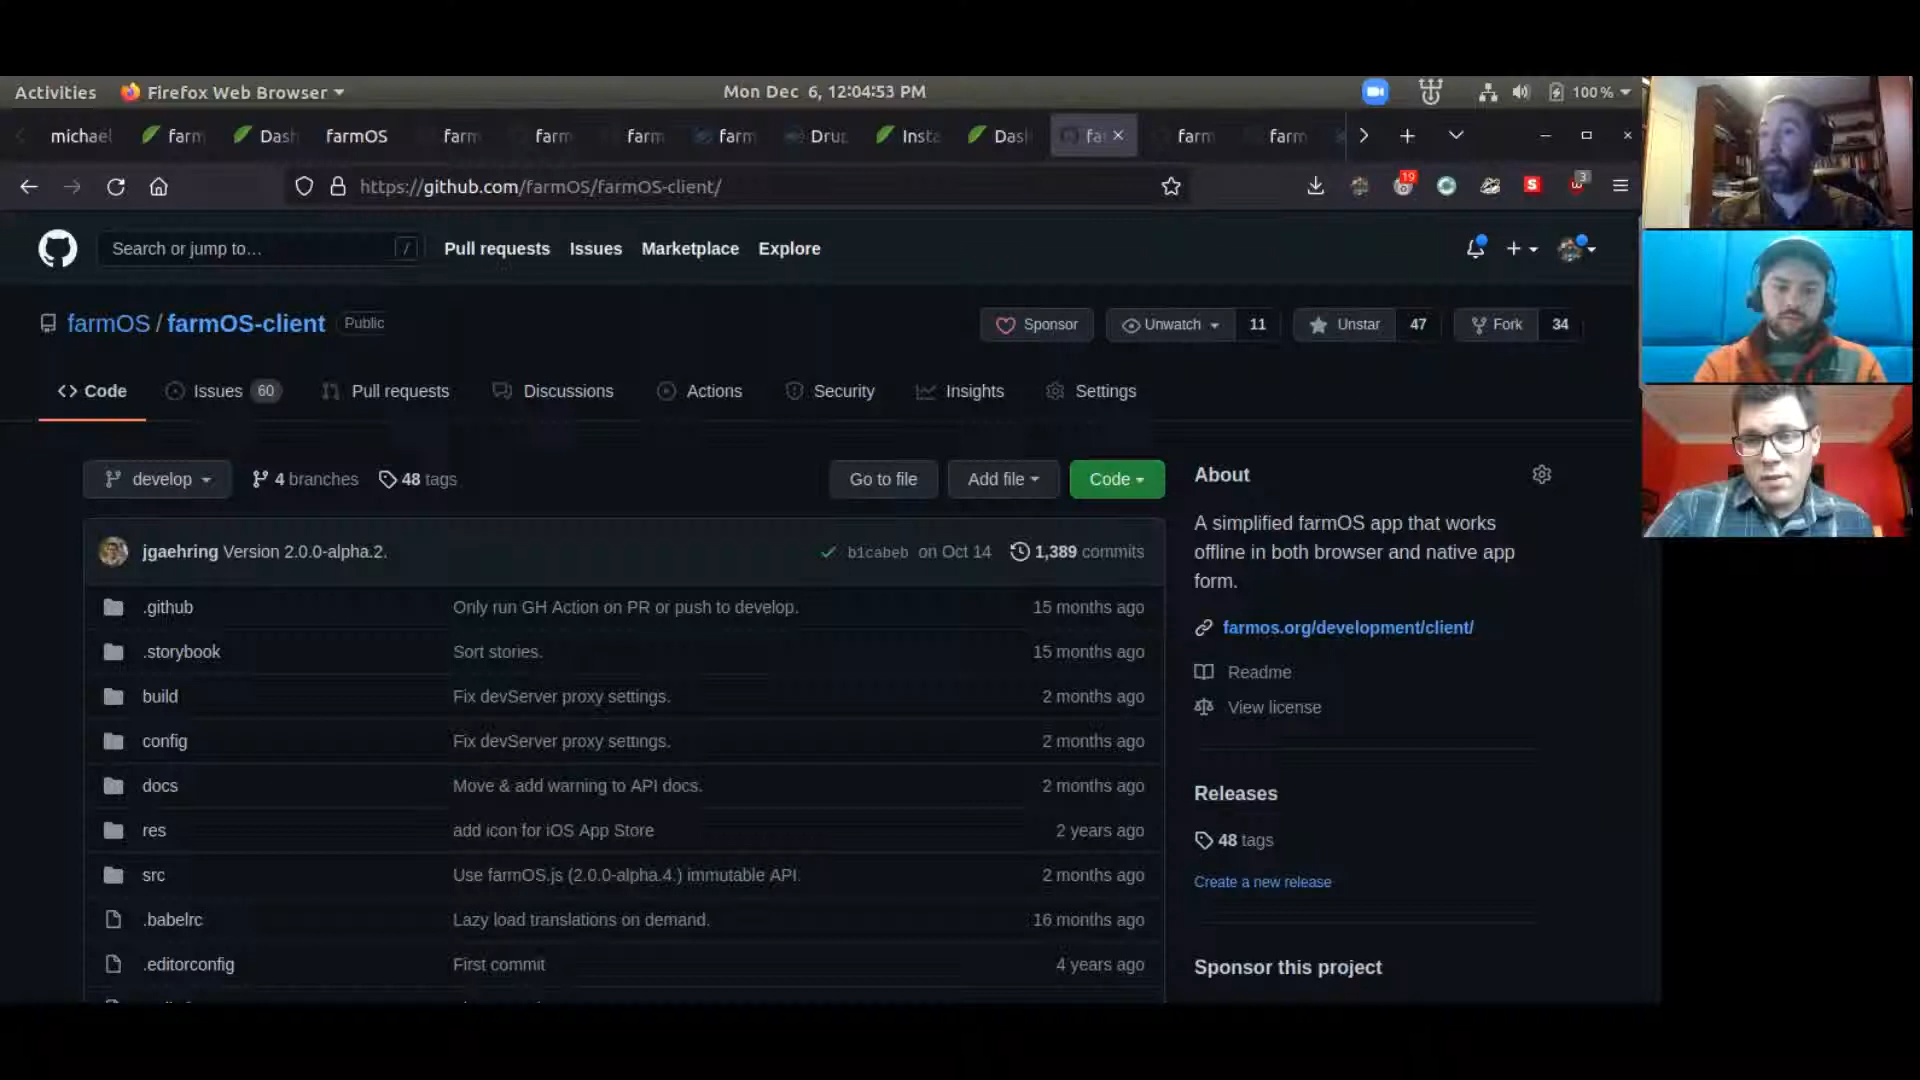 Activities Firefox Web Browser Mon Dec 6, 12:04:53 PM 100 %
michael farm Dash farmOS farm farm farm farm Drup Insta Dash fa farm farm
https://github.com/farmOS/farmOS-client/ 19 S 3
Search or jump to... / Pull requests Issues Marketplace Explore
farmOS / farmOS-client Public Sponsor Unwatch 11 Unstar 47 Fork 34
Code Issues 60 Pull requests Discussions Actions Security Insights Settings
develop 4 branches 48 tags Go to file Add file Code
jgaehring Version 2.0.0-alpha.2. b1cabeb on Oct 14 1,389 commits
.github Only run GH Action on PR or push to develop. 15 months ago
.storybook Sort stories. 15 months ago
build Fix devServer proxy settings. 2 months ago
config Fix devServer proxy settings. 2 months ago
docs Move & add warning to API docs. 2 months ago
res add icon for iOS App Store 2 years ago
src Use farmOS.js (2.0.0-alpha.4.) immutable API. 2 months ago
.babelrc Lazy load translations on demand. 16 months ago
.editorconfig First commit 4 years ago
About
A simplified farmOS app that works
offline in both browser and native app
form.
farmos.org/development/client/
Readme
View license
Releases
48 tags
Create a new release
Sponsor this project